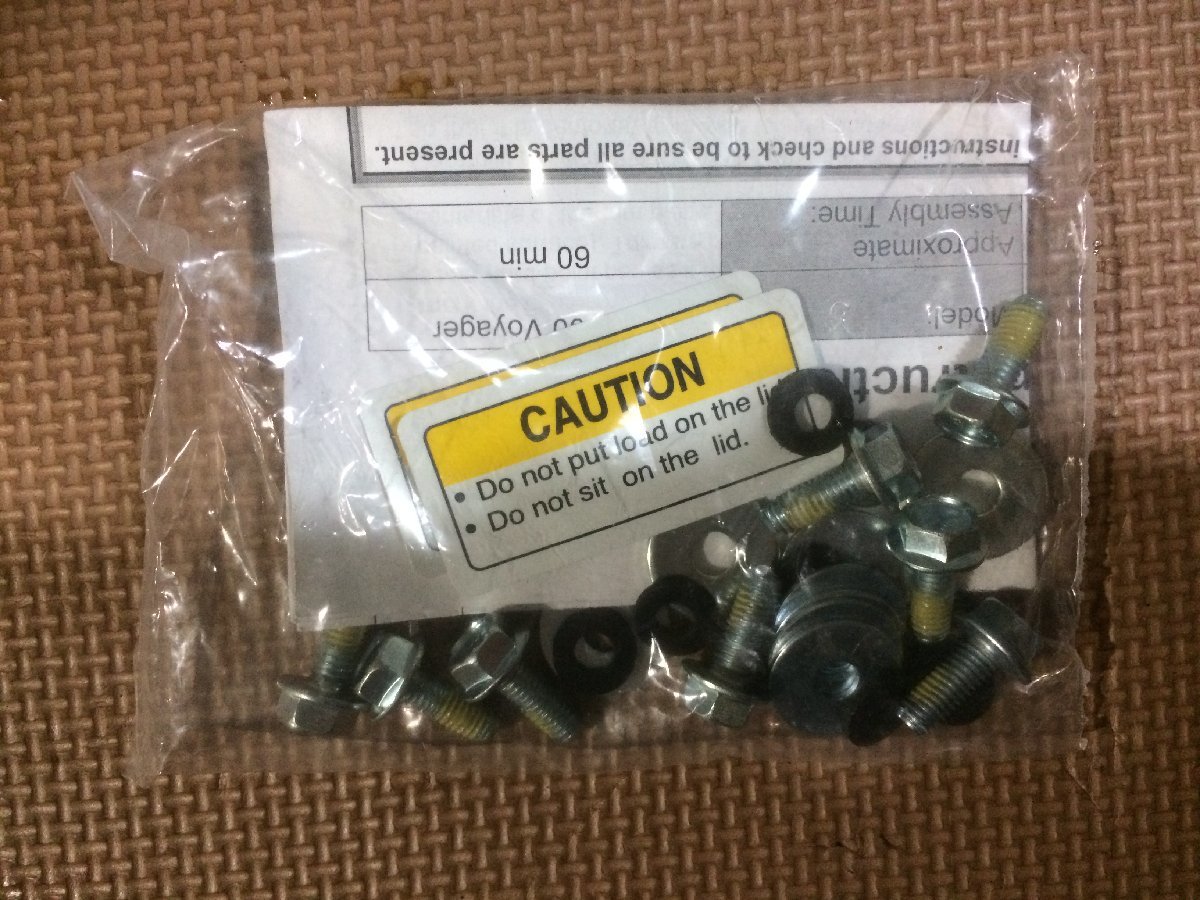 instructions and check to be sure all parts are present.
Approximate
Assembly Time:
60 min
Model:
Voyager
CAUTION
• Do not put load on the
• Do not sit on the lid.